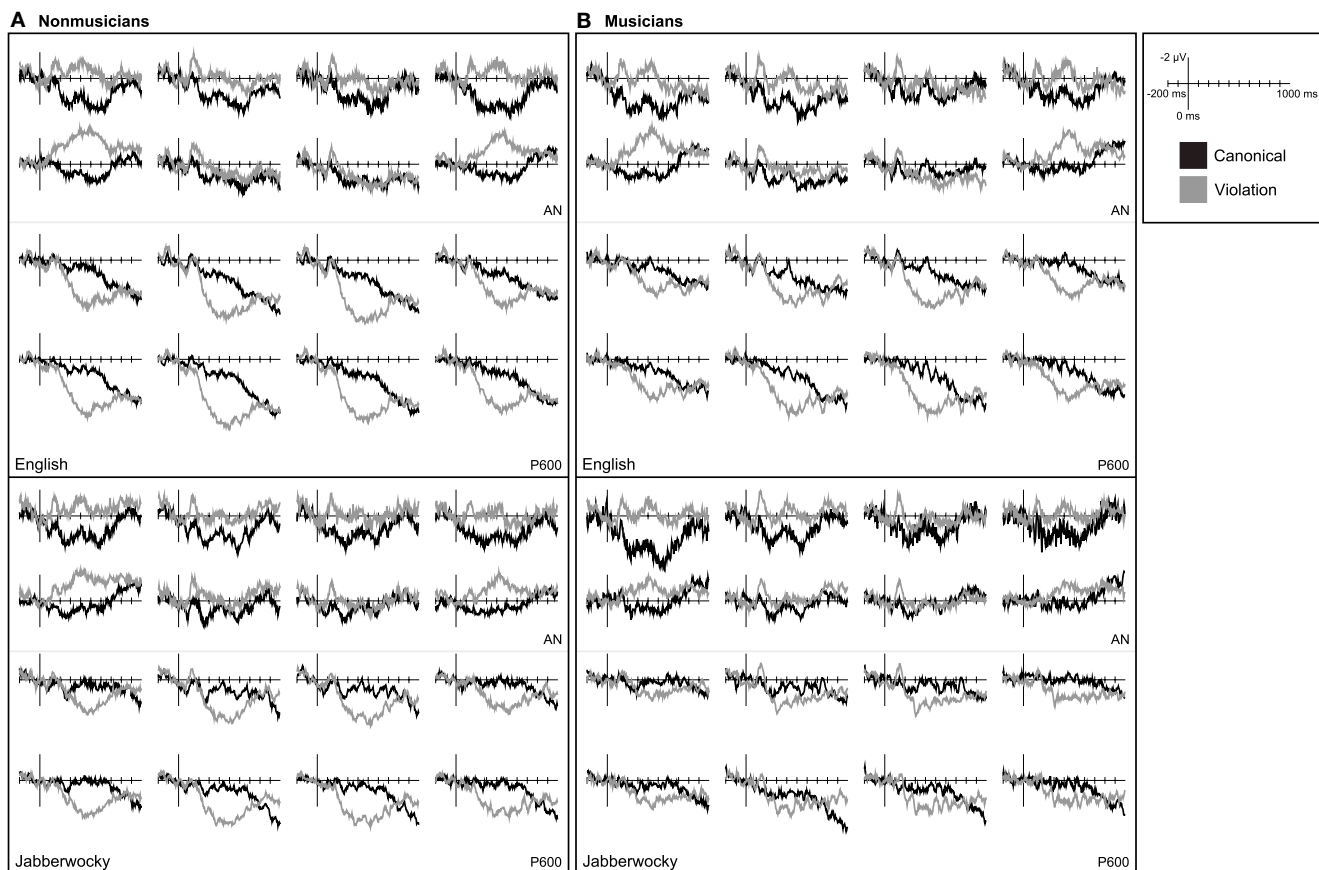 A Nonmusicians
AN
English P600
AN
Jabberwocky P600
B Musicians
AN
English P600
AN
Jabberwocky P600
-2 µV
-200 ms 1000 ms
0 ms
Canonical
Violation